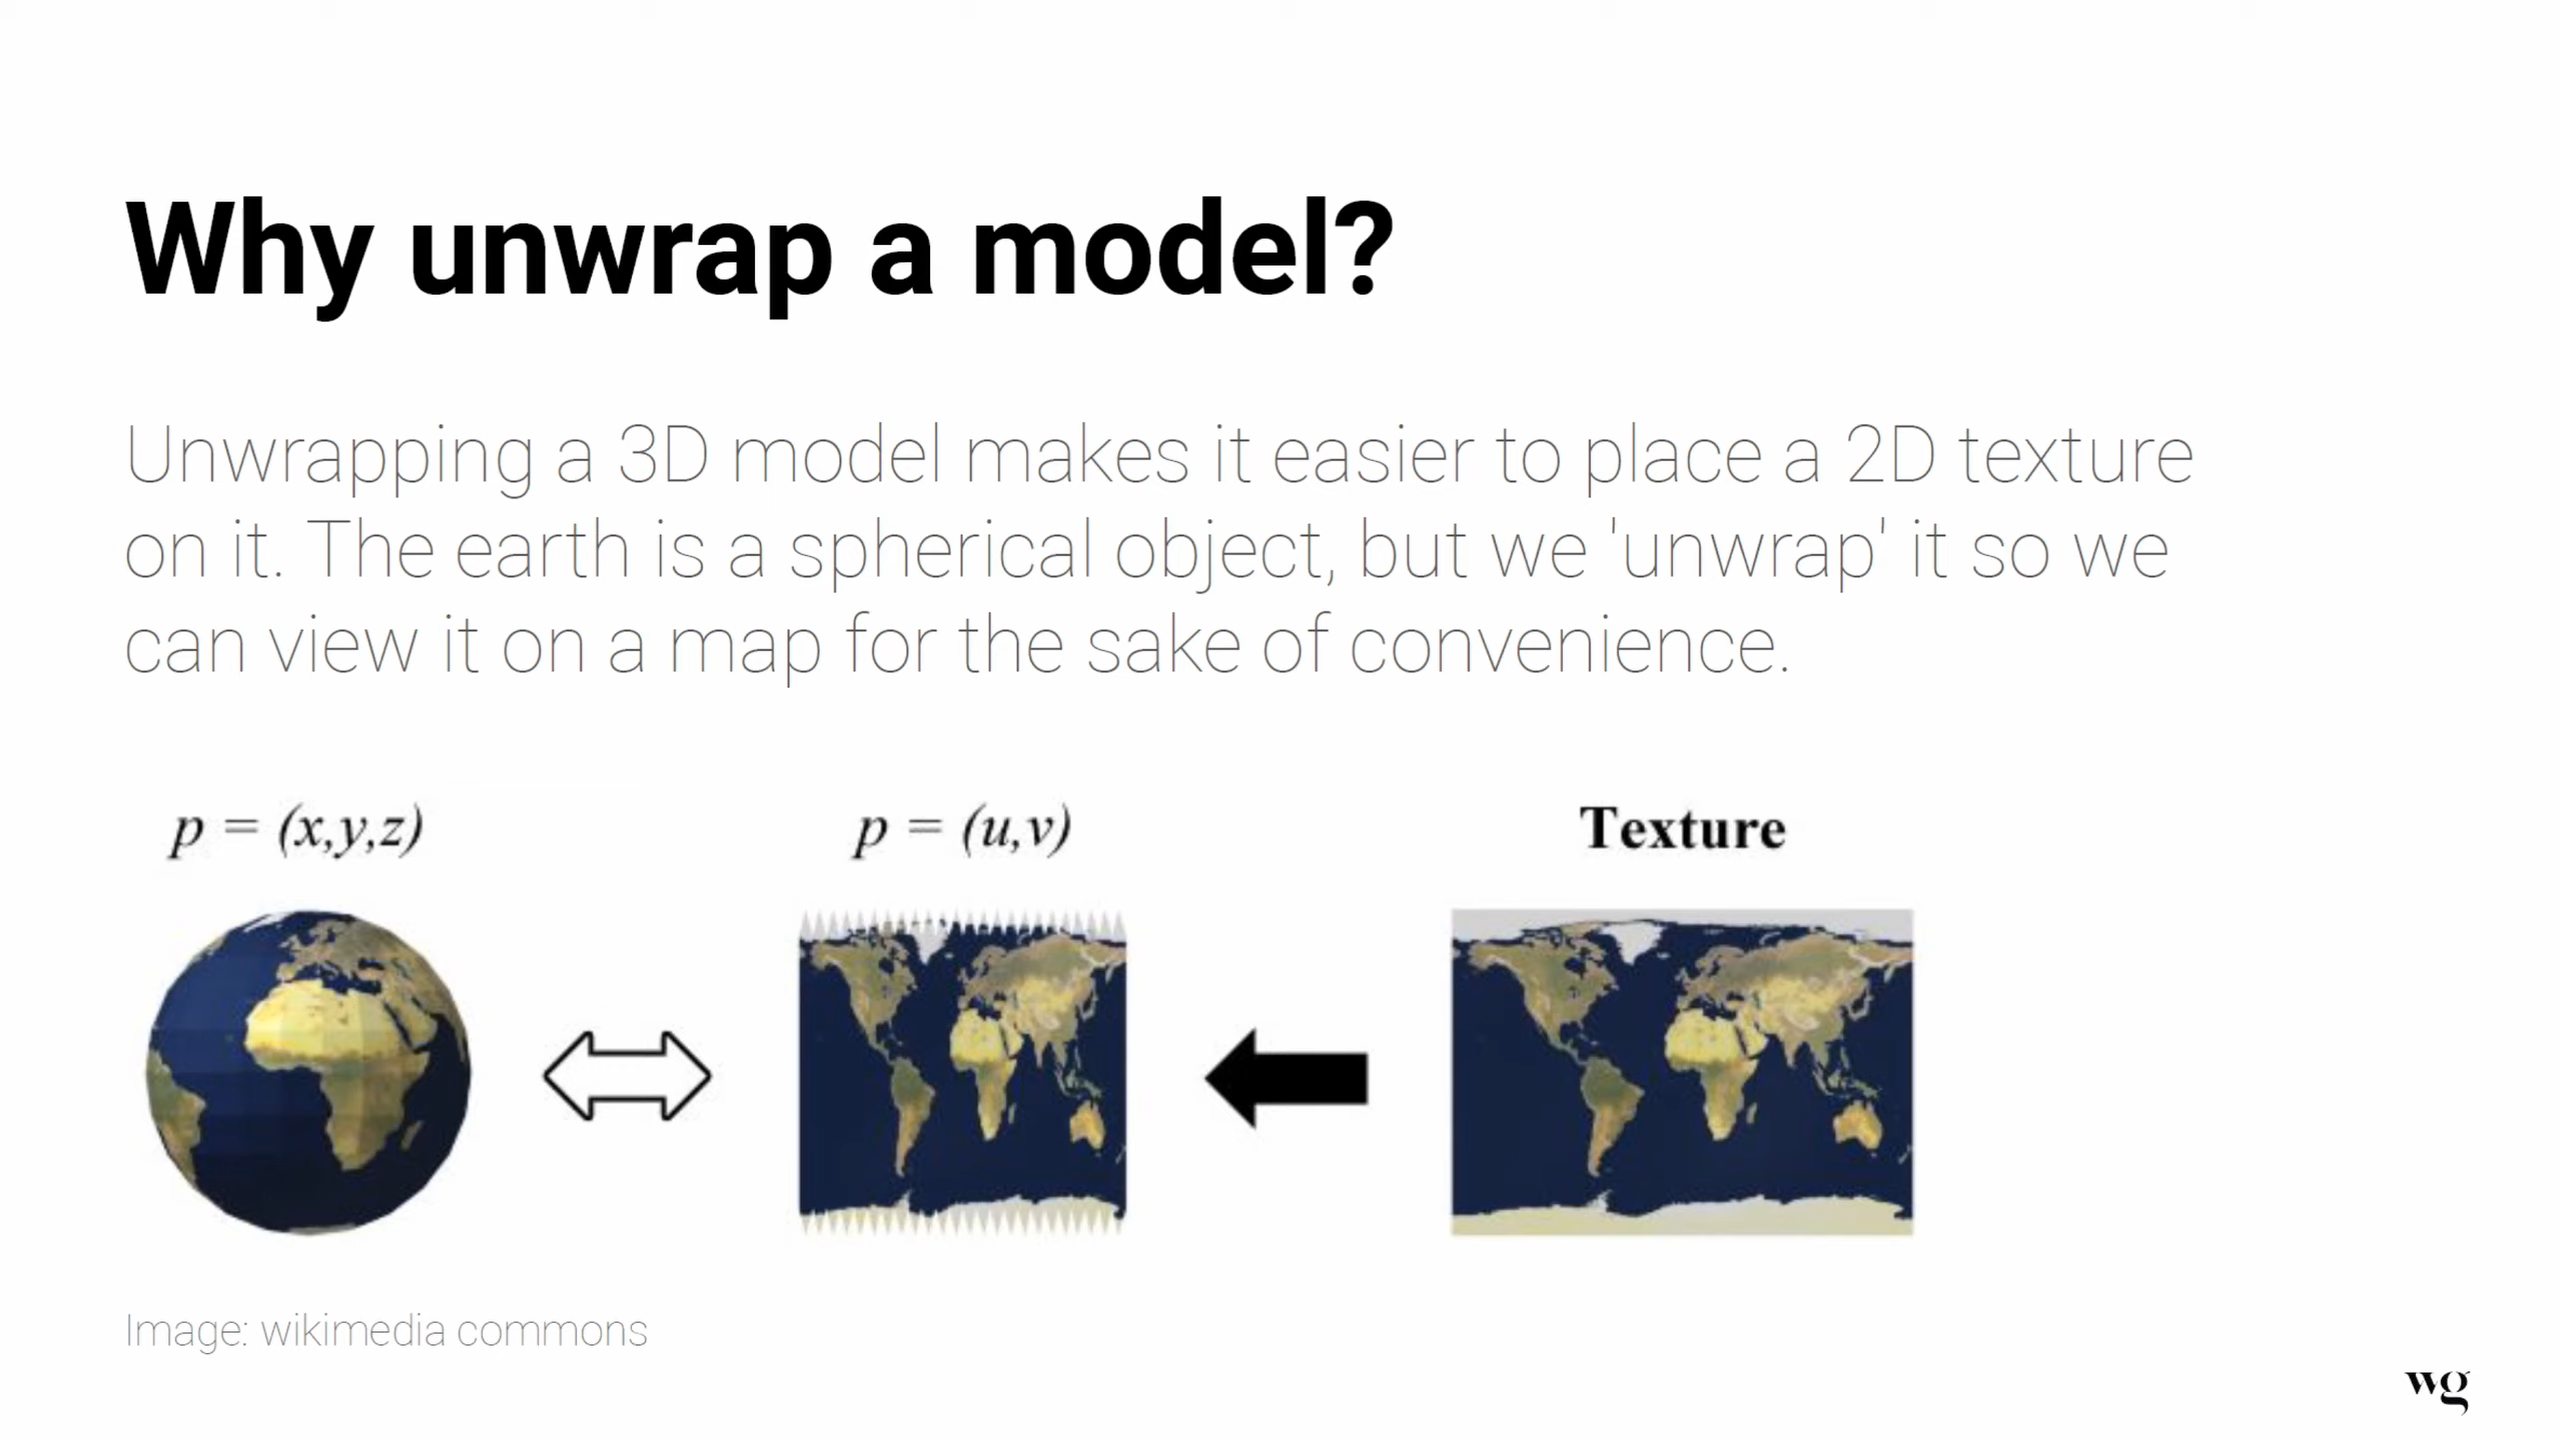 Why unwrap a model?
Unwrapping a 3D model makes it easier to place a 2D texture
on it. The earth is a spherical object, but we 'unwrap' it so we
can view it on a map for the sake of convenience.
p = (x,y,z)
p = (u,v)
Texture
Image: wikimedia commons
wg